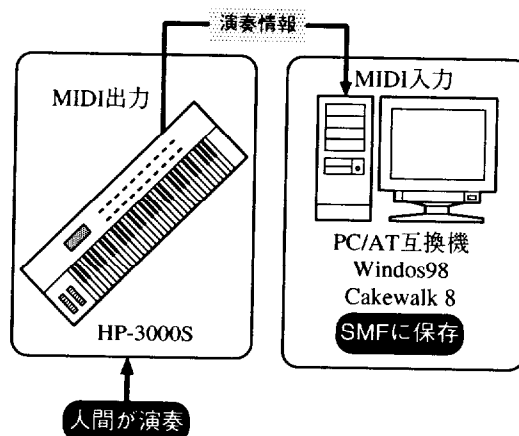 演奏情報
MIDI出力
HP-3000S
人間が演奏
MIDI入力
PC/AT互換機
Windos98
Cakewalk 8
SMFに保存